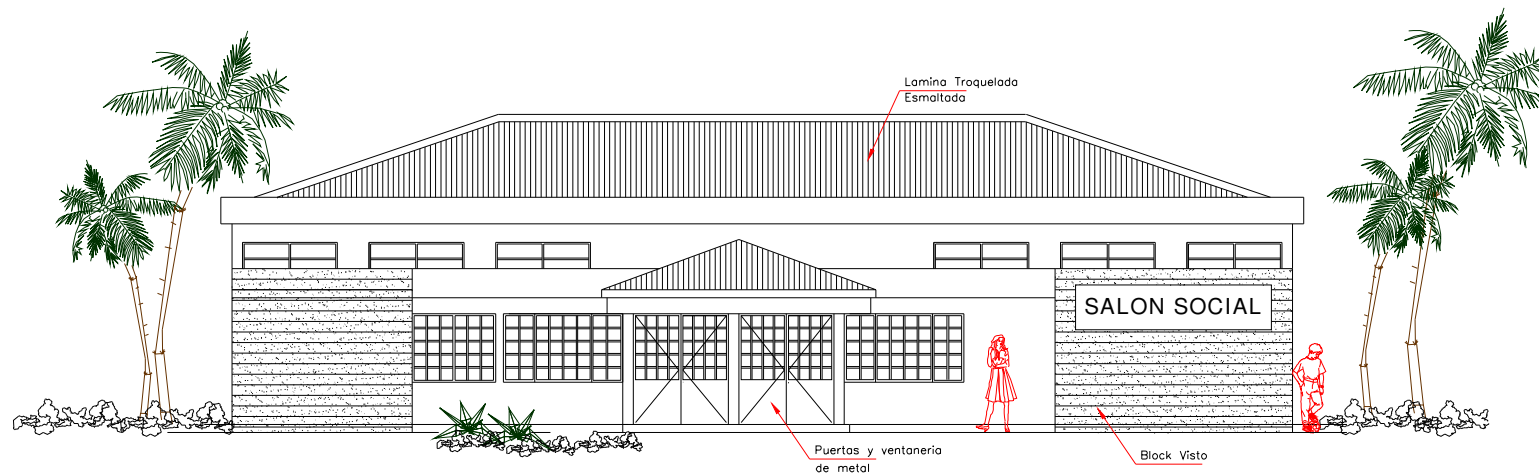 Lamina Troquelada
Esmaltada
SALON SOCIAL
Puertas y ventaneria
de metal
Block Visto